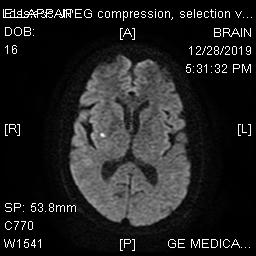 JPEG compression, selection v...
DOB:
16
[A]
BRAIN
12/28/2019
5:31:32 PM
[R]
[L]
SP: 53.8mm
C770
W1541
[P]
GE MEDICA...